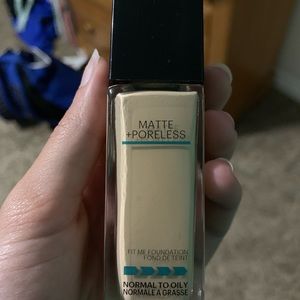 MATTE
+PORELESS
FIT ME FOUNDATION
FOND DE TEINT
NORMAL TO OILY
NORMALE À GRASSE